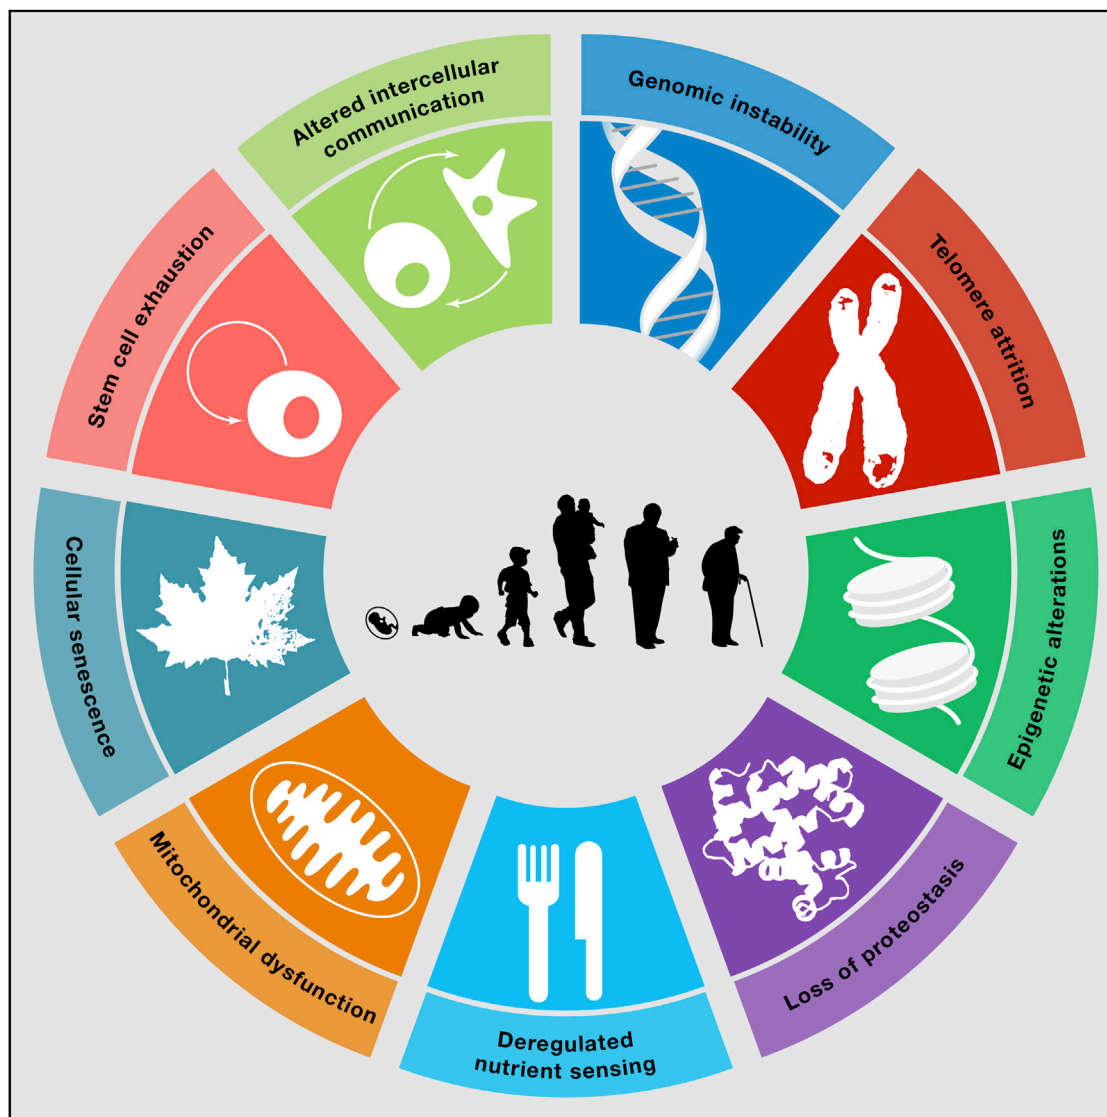 Genomic instability
Telomere attrition
Epigenetic alterations
Loss of proteostasis
Deregulated
nutrient sensing
Mitochondrial dysfunction
Cellular senescence
Stem cell exhaustion
Altered intercellular
communication